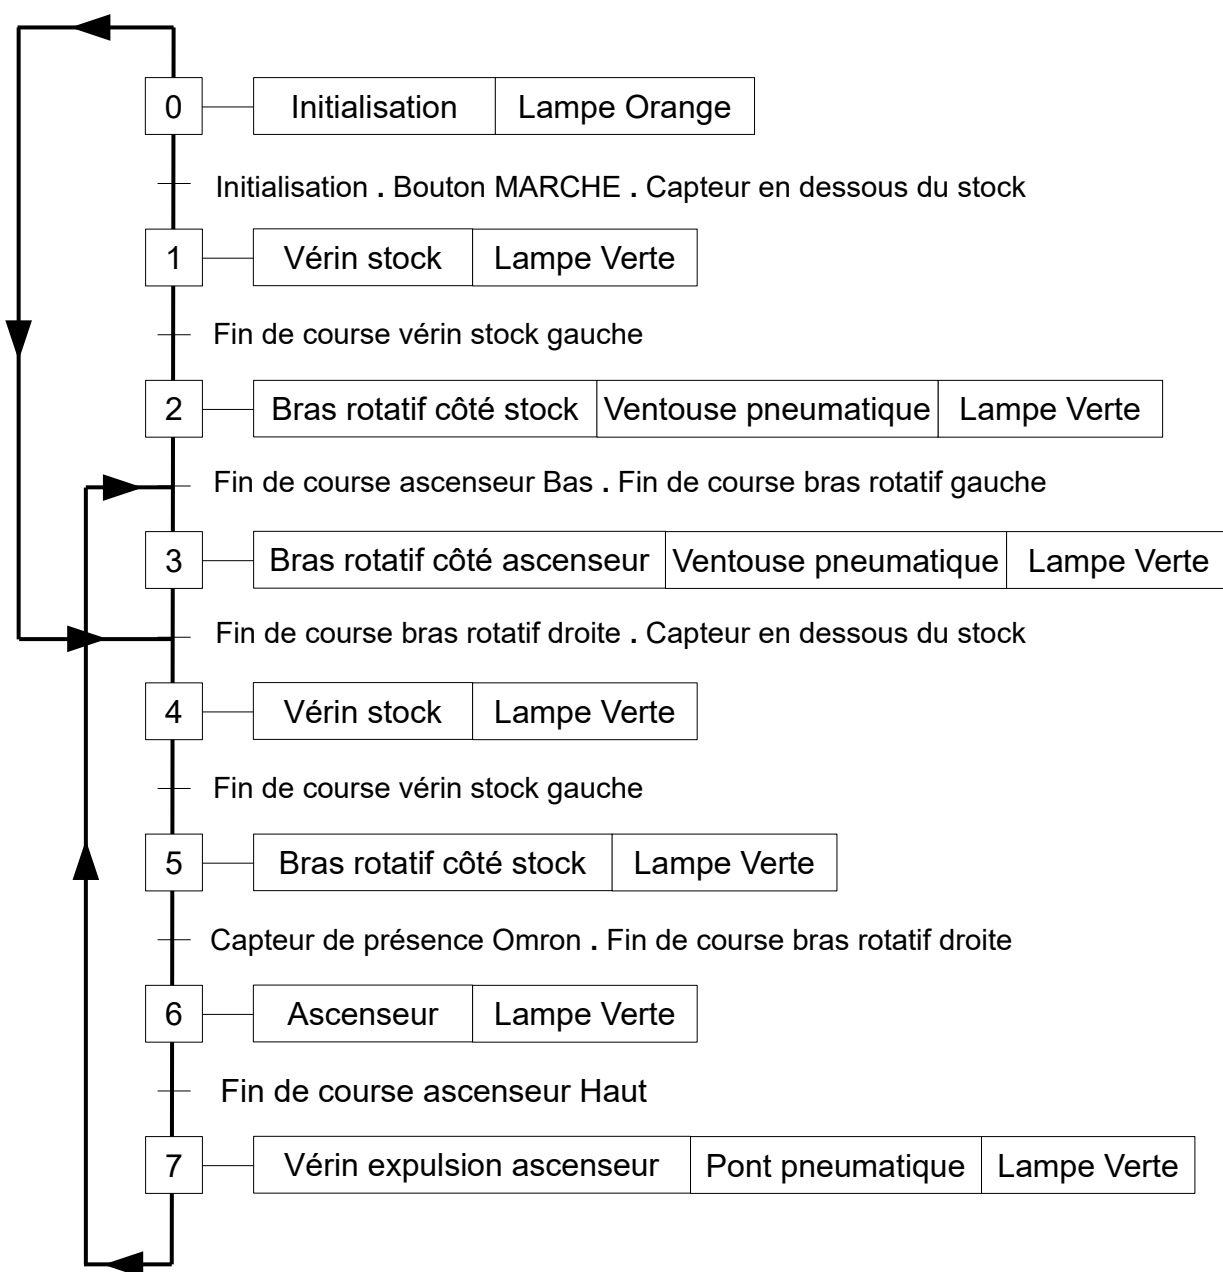 0 Initialisation Lampe Orange
Initialisation . Bouton MARCHE . Capteur en dessous du stock
1 Vérin stock Lampe Verte
Fin de course vérin stock gauche
2 Bras rotatif côté stock Ventouse pneumatique Lampe Verte
Fin de course ascenseur Bas . Fin de course bras rotatif gauche
3 Bras rotatif côté ascenseur Ventouse pneumatique Lampe Verte
Fin de course bras rotatif droite . Capteur en dessous du stock
4 Vérin stock Lampe Verte
Fin de course vérin stock gauche
5 Bras rotatif côté stock Lampe Verte
Capteur de présence Omron . Fin de course bras rotatif droite
6 Ascenseur Lampe Verte
Fin de course ascenseur Haut
7 Vérin expulsion ascenseur Pont pneumatique Lampe Verte